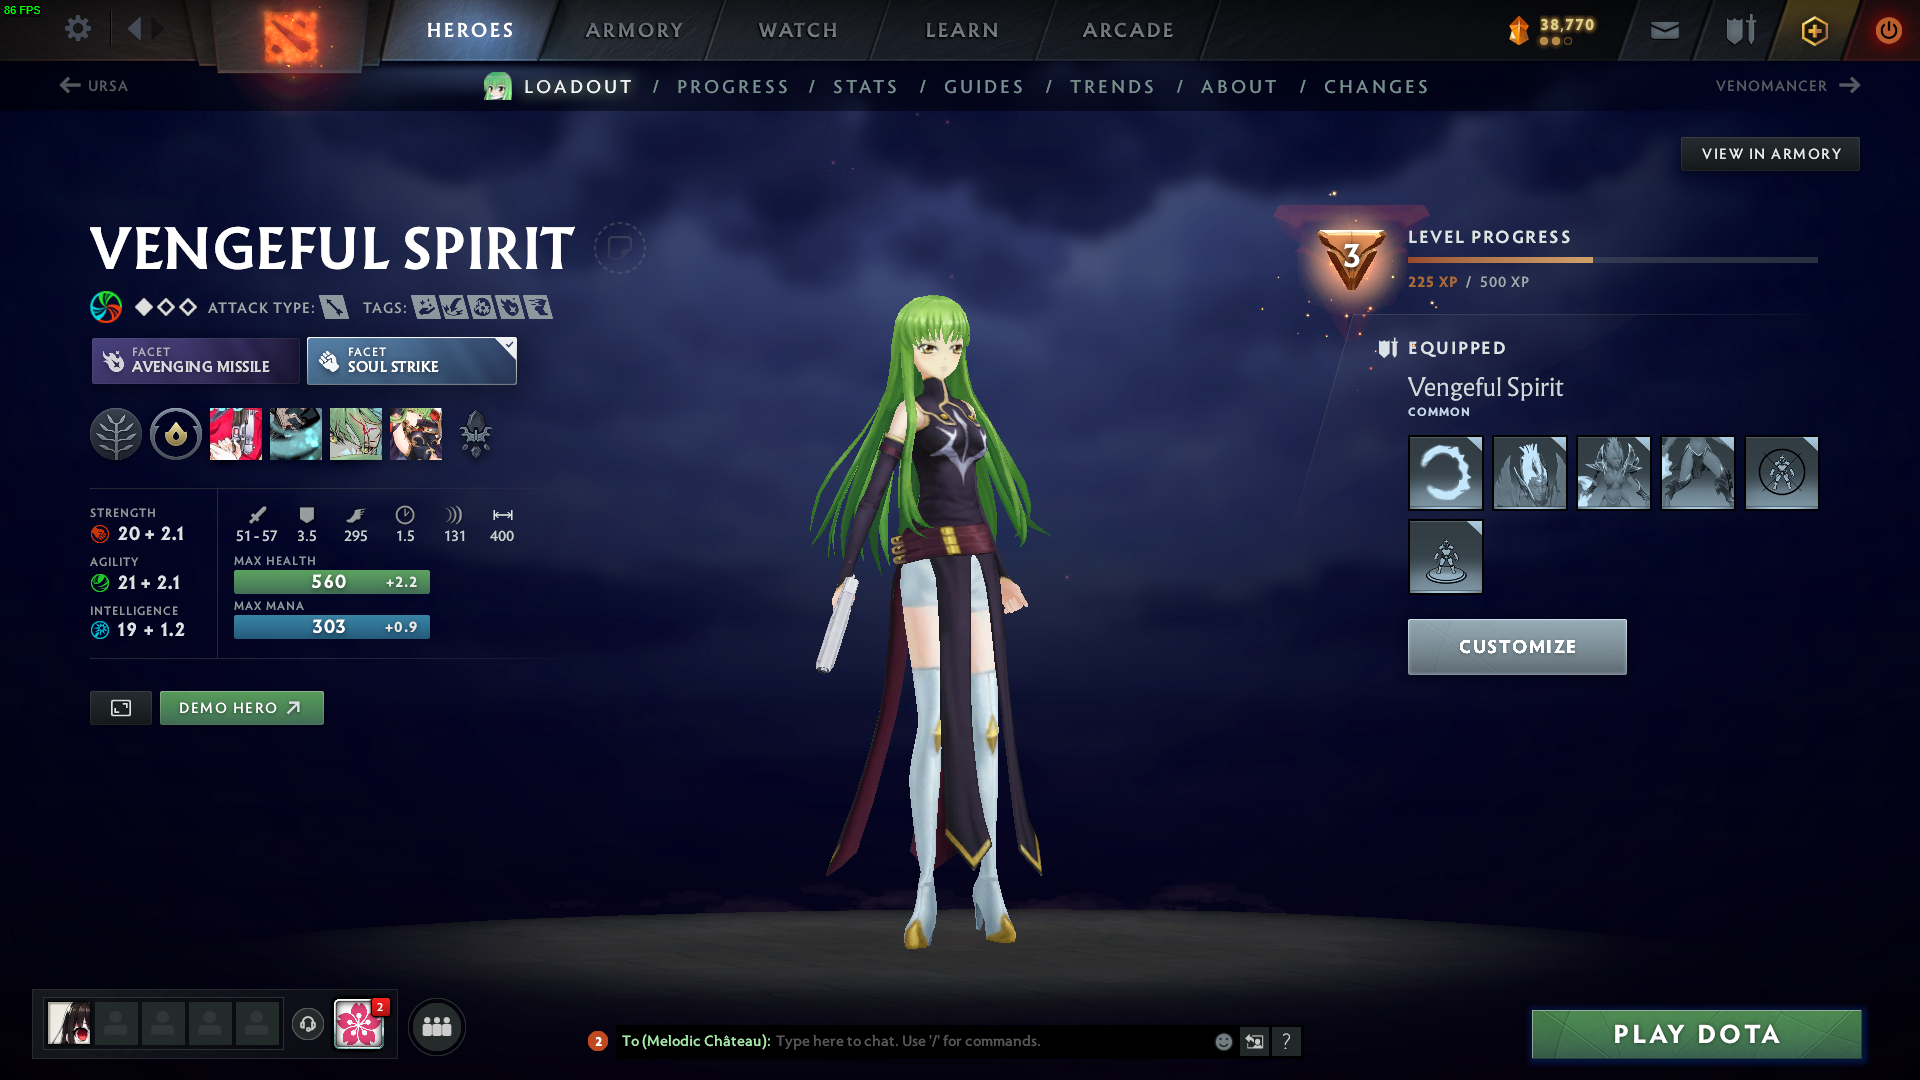 86 FPS
HEROES
ARMORY
WATCH
LEARN
ARCADE
38,770
URSA
LOADOUT / PROGRESS / STATS / GUIDES / TRENDS / ABOUT / CHANGES
VENOMANCER
VIEW IN ARMORY
VENGEFUL SPIRIT
ATTACK TYPE:
TAGS:
FACET
AVENGING MISSILE
FACET
SOUL STRIKE
STRENGTH
20 + 2.1
AGILITY
21 + 2.1
INTELLIGENCE
19 + 1.2
51-57
3.5
295
1.5
131
400
MAX HEALTH
560
+2.2
MAX MANA
303
+0.9
DEMO HERO
3
LEVEL PROGRESS
225 XP / 500 XP
EQUIPPED
Vengeful Spirit
COMMON
CUSTOMIZE
2
2
To (Melodic Château): Type here to chat. Use '/' for commands.
?
PLAY DOTA